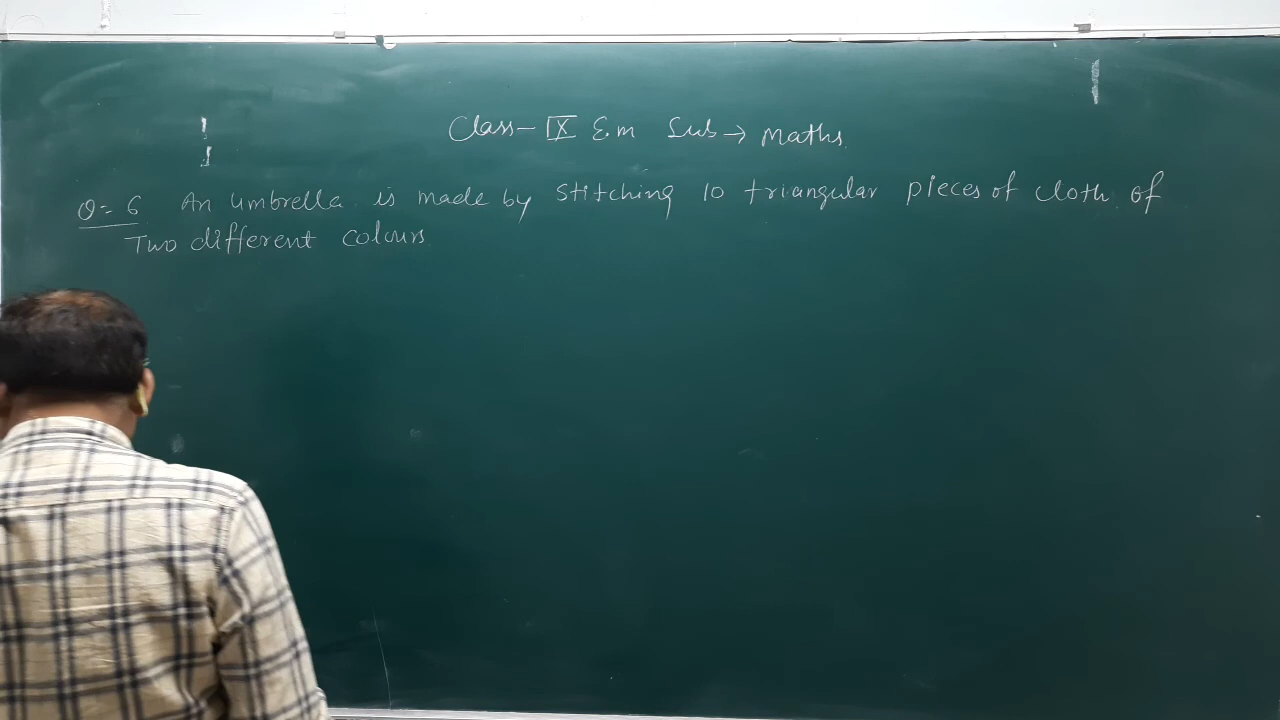 Class- IX E.m Sub → Maths.
Q=6 An Umbrella is made by Stitching 10 triangular pieces of cloth of
Two different colours.